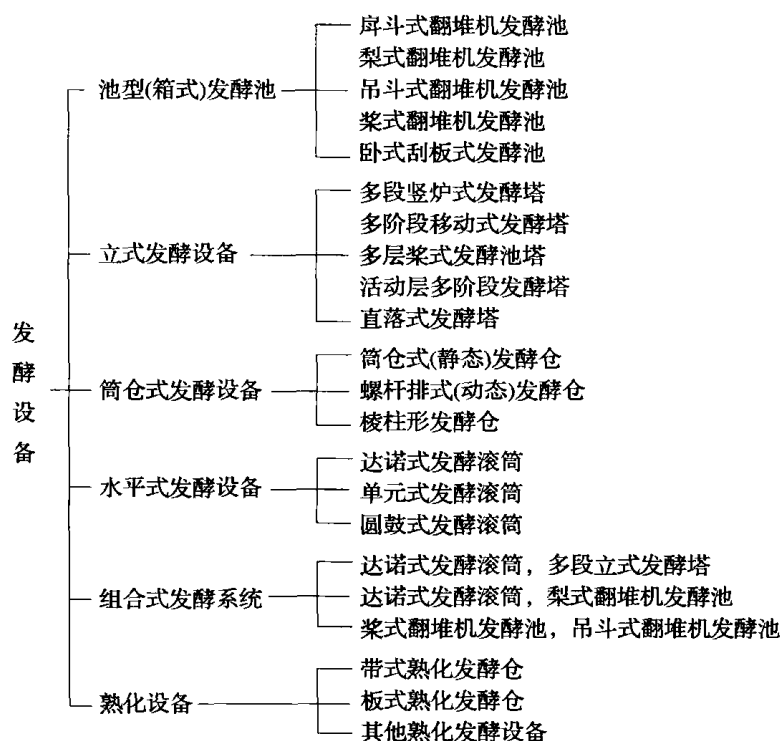 发酵设备
池型(箱式)发酵池
戽斗式翻堆机发酵池
梨式翻堆机发酵池
吊斗式翻堆机发酵池
桨式翻堆机发酵池
卧式刮板式发酵池
立式发酵设备
多段竖炉式发酵塔
多阶段移动式发酵塔
多层桨式发酵池塔
活动层多阶段发酵塔
直落式发酵塔
筒仓式发酵设备
筒仓式(静态)发酵仓
螺杆排式(动态)发酵仓
棱柱形发酵仓
水平式发酵设备
达诺式发酵滚筒
单元式发酵滚筒
圆鼓式发酵滚筒
组合式发酵系统
达诺式发酵滚筒，多段立式发酵塔
达诺式发酵滚筒，梨式翻堆机发酵池
桨式翻堆机发酵池，吊斗式翻堆机发酵池
熟化设备
带式熟化发酵仓
板式熟化发酵仓
其他熟化发酵设备